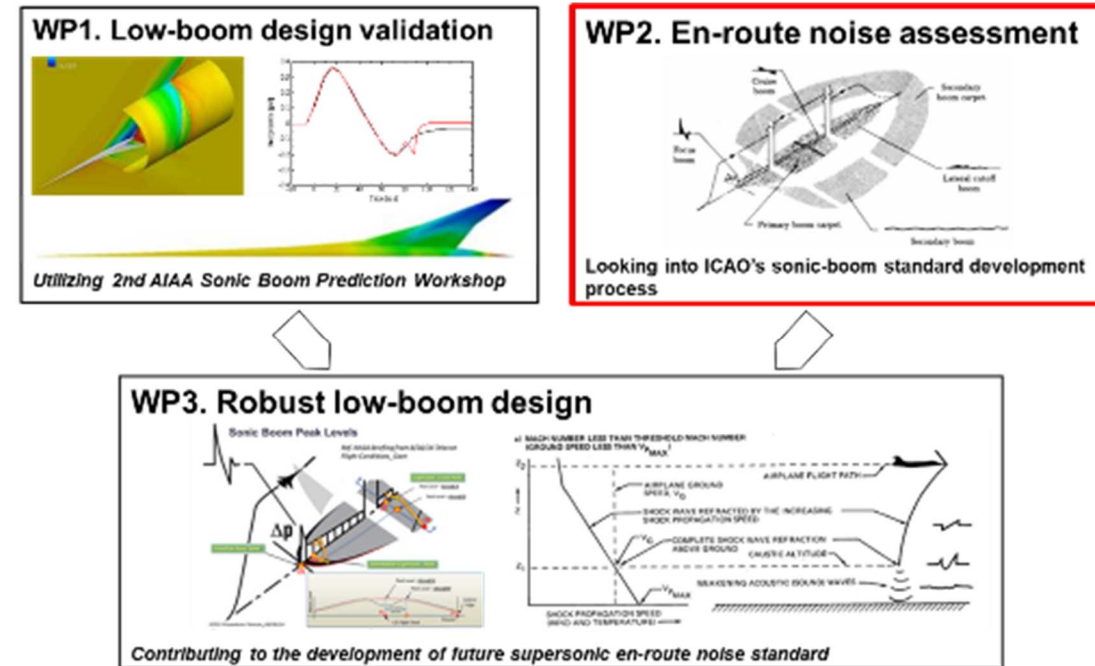 WP1. Low-boom design validation
Utilizing 2nd AIAA Sonic Boom Prediction Workshop
WP2. En-route noise assessment
Cruise
boom
Secondary
boom carpet
Focus
boom
Lateral cutoff
boom
Primary boom carpet
Secondary boom
Looking into ICAO's sonic-boom standard development
process
WP3. Robust low-boom design
Sonic Boom Peak Levels
Δp
a) MACH NUMBER LESS THAN THRESHOLD MACH NUMBER
(GROUND SPEED LESS THAN VPMAX)
AIRPLANE FLIGHT PATH
AIRPLANE GROUND
SPEED, VG
SHOCK WAVE REFRACTED BY THE INCREASING
SHOCK PROPAGATION SPEED
VG
COMPLETE SHOCK WAVE REFRACTION
ABOVE GROUND
CAUSTIC ALTITUDE
WEAKENING ACOUSTIC (SOUND) WAVES
VPMAX
SHOCK PROPAGATION SPEED
(WIND AND TEMPERATURE)
Contributing to the development of future supersonic en-route noise standard